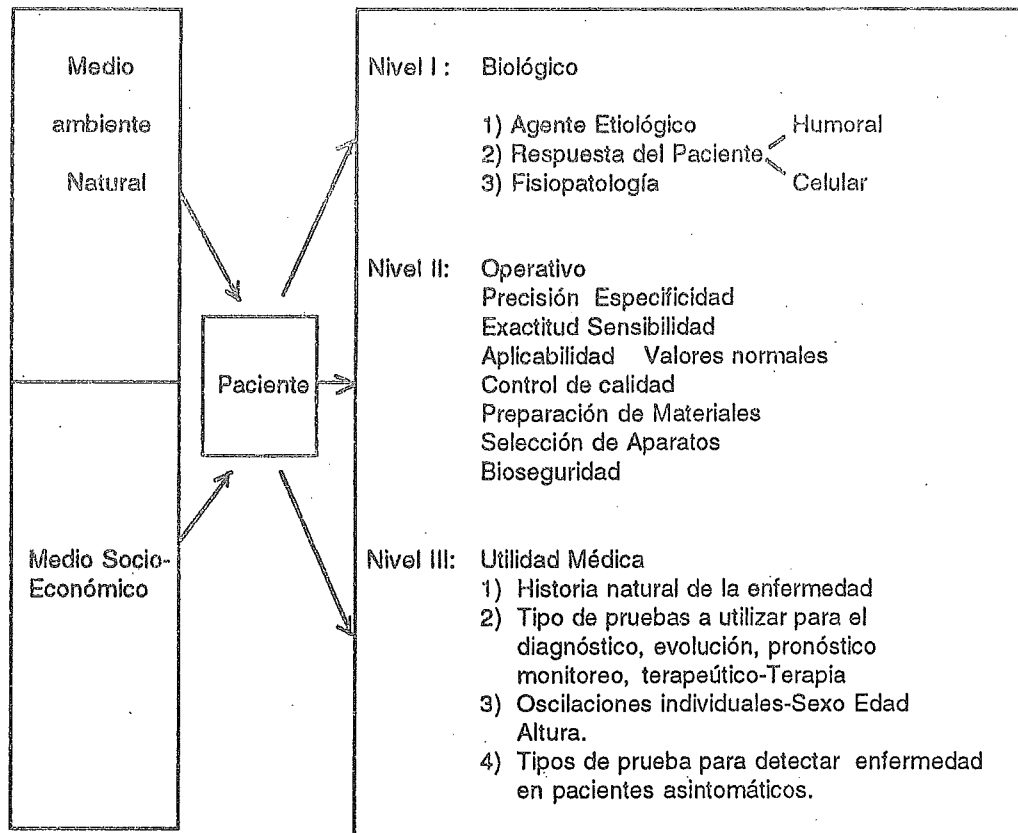 Medio
ambiente
Natural
Medio Socio-
Económico
Paciente
Nivel I : Biológico
1) Agente Etiológico Humoral
2) Respuesta del Paciente
3) Fisiopatología Celular
Nivel II: Operativo
Precisión Especificidad
Exactitud Sensibilidad
Aplicabilidad Valores normales
Control de calidad
Preparación de Materiales
Selección de Aparatos
Bioseguridad
Nivel III: Utilidad Médica
1) Historia natural de la enfermedad
2) Tipo de pruebas a utilizar para el
diagnóstico, evolución, pronóstico
monitoreo, terapeútico-Terapia
3) Oscilaciones individuales-Sexo Edad
Altura.
4) Tipos de prueba para detectar enfermedad
en pacientes asintomáticos.